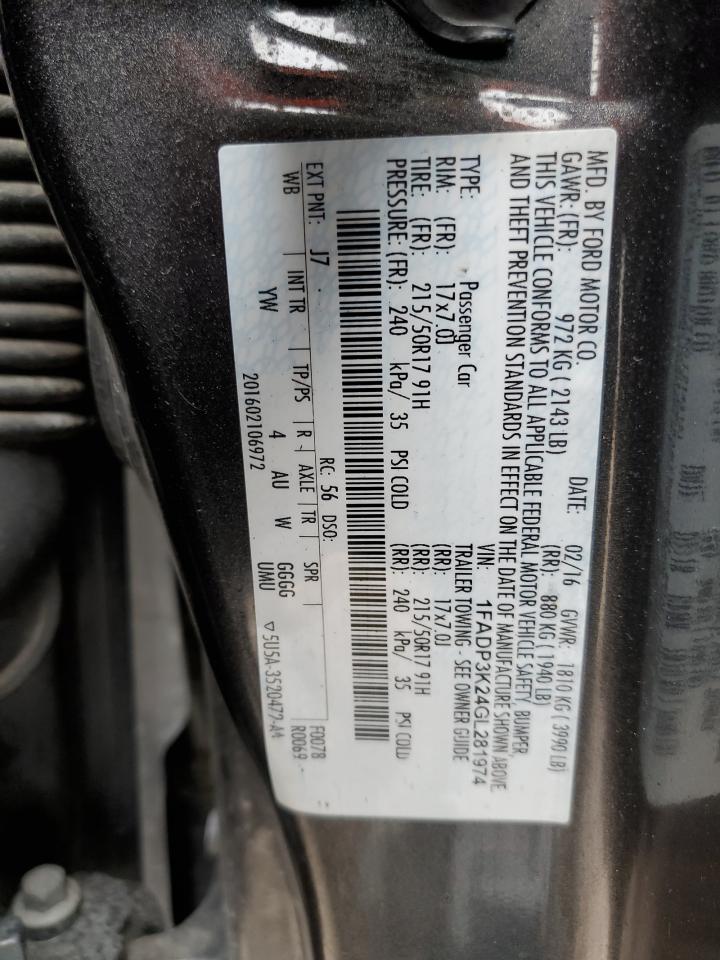 MFD. BY FORD MOTOR CO.
DATE: 02/16 GVWR: 1810 KG ( 3990 LB)
GAWR: (FR): 972 KG ( 2143 LB) (RR): 880 KG ( 1940 LB)
THIS VEHICLE CONFORMS TO ALL APPLICABLE FEDERAL MOTOR VEHICLE SAFETY, BUMPER,
AND THEFT PREVENTION STANDARDS IN EFFECT ON THE DATE OF MANUFACTURE SHOWN ABOVE.
VIN: 1FADP3K24GL281974
TYPE: Passenger Car TRAILER TOWING - SEE OWNER GUIDE
RIM: (FR): 17x7.0J (RR): 17x7.0J
TIRE: (FR): 215/50R17 91H (RR): 215/50R17 91H
PRESSURE: (FR): 240 kPa/ 35 PSI COLD (RR): 240 kPa/ 35 PSI COLD
EXT PNT: J7 RC: 56 DSO: F0078
WB INT TR TP/PS R AXLE TR SPR R0069
YW 4 AU W GGGG
201602106972 UMU ▽ 5U5A-3520472-AA